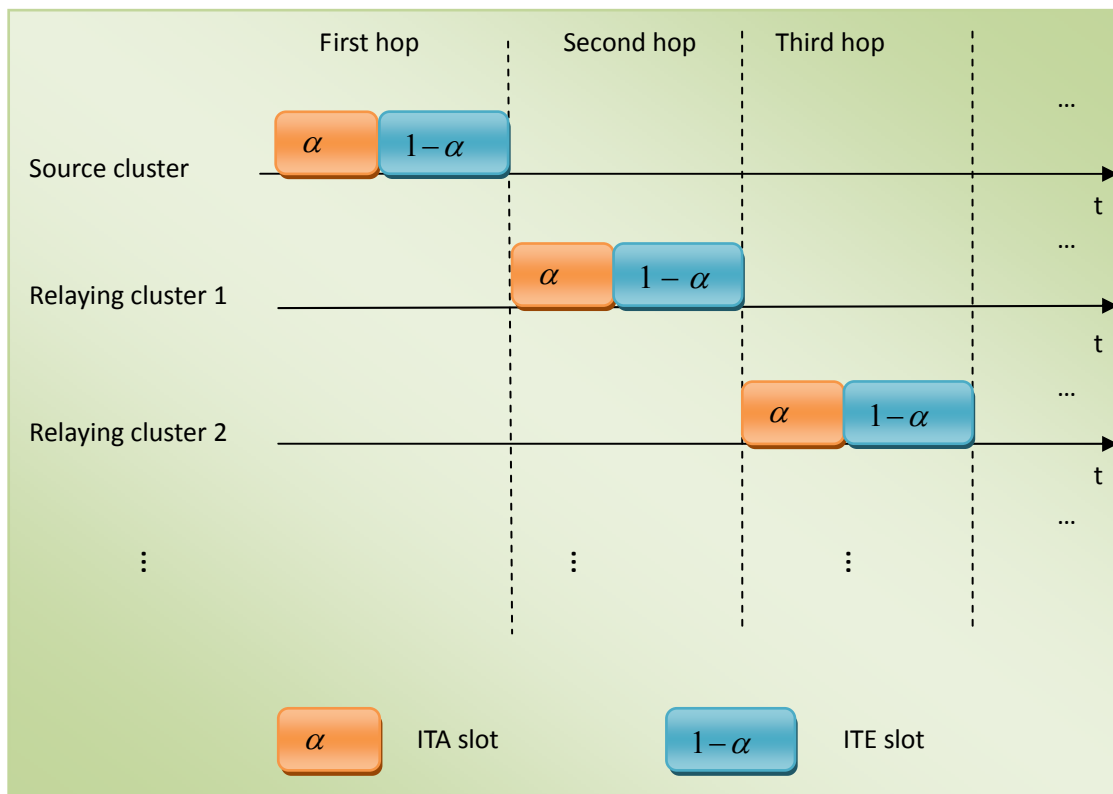 First hop Second hop Third hop
...
α 1−α
Source cluster
t
...
α 1 − α
Relaying cluster 1
t
...
α 1−α
Relaying cluster 2
t
...
⋮ ⋮ ⋮
α ITA slot 1−α ITE slot